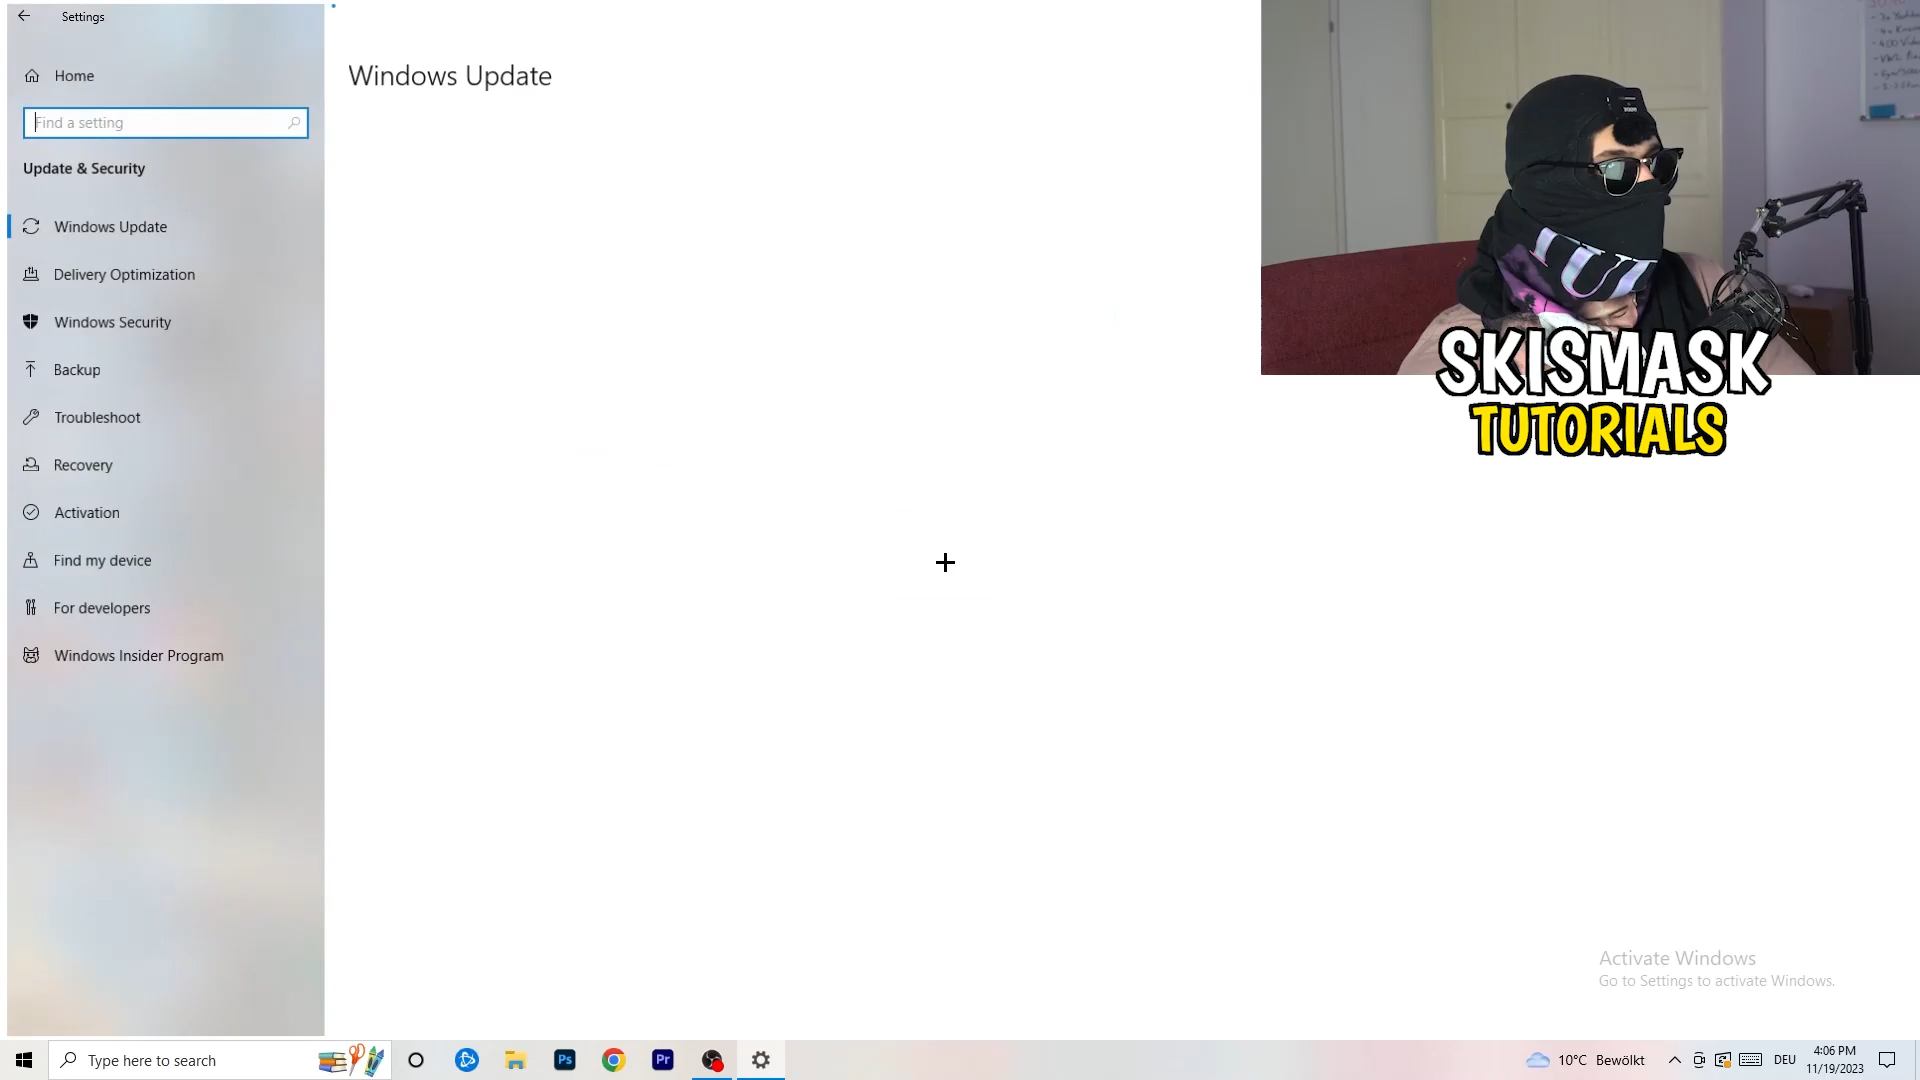 Settings
Home
Find a setting
Update & Security
Windows Update
Delivery Optimization
Windows Security
Backup
Troubleshoot
Recovery
Activation
Find my device
For developers
Windows Insider Program
Windows Update
SKISMASK
TUTORIALS
Activate Windows
Go to Settings to activate Windows.
Type here to search
Ps
Pr
10°C Bewölkt
DEU
4:06 PM
11/19/2023